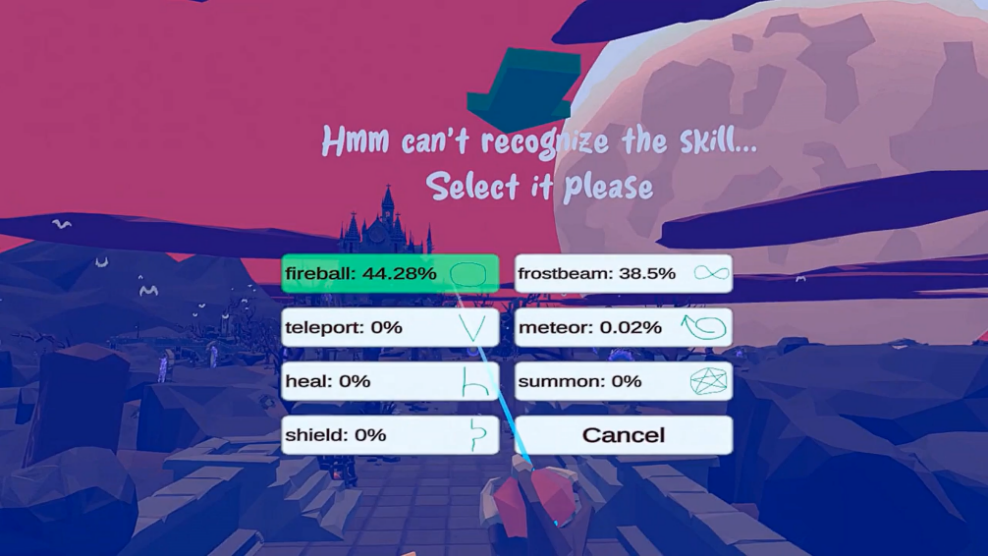 Hmm can't recognize the skill...
Select it please
fireball: 44.28%
frostbeam: 38.5%
teleport: 0%
meteor: 0.02%
heal: 0%
summon: 0%
shield: 0%
Cancel